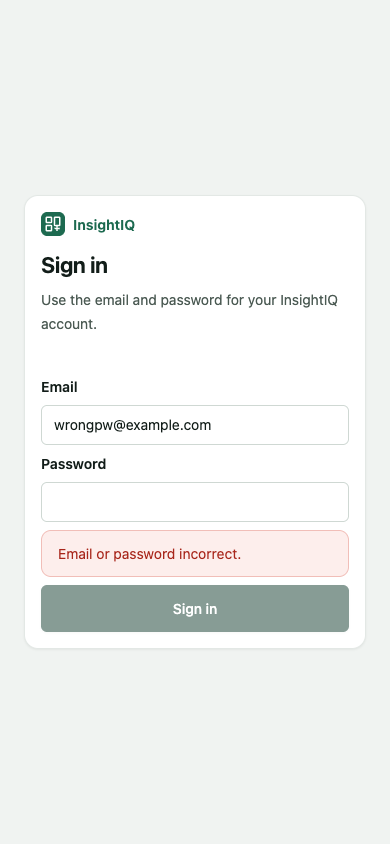 InsightIQ
Sign in
Use the email and password for your InsightIQ
account.
Email
wrongpw@example.com
Password
Email or password incorrect.
Sign in